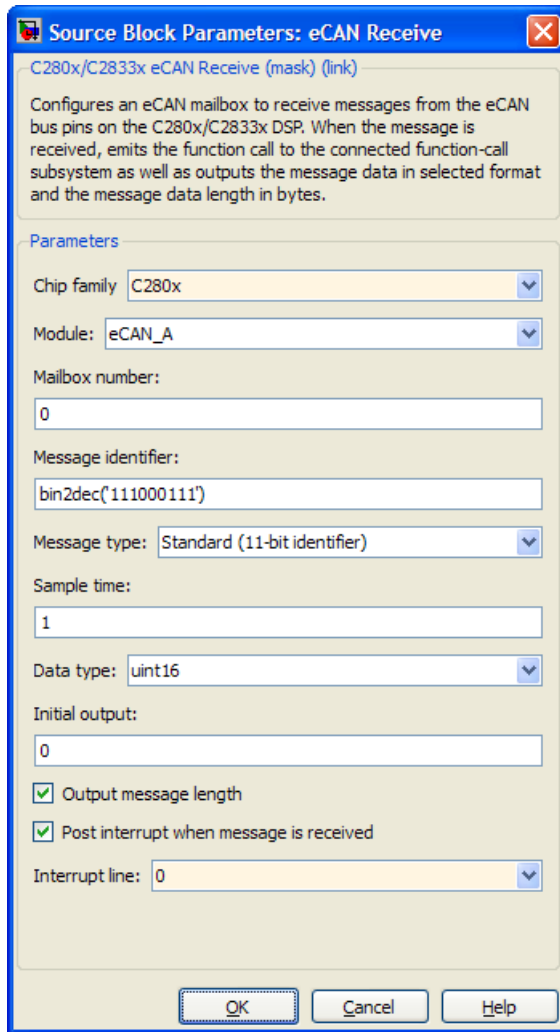 Source Block Parameters: eCAN Receive
C280x/C2833x eCAN Receive (mask) (link)
Configures an eCAN mailbox to receive messages from the eCAN
bus pins on the C280x/C2833x DSP. When the message is
received, emits the function call to the connected function-call
subsystem as well as outputs the message data in selected format
and the message data length in bytes.
Parameters
Chip family C280x
Module: eCAN_A
Mailbox number:
0
Message identifier:
bin2dec('111000111')
Message type: Standard (11-bit identifier)
Sample time:
1
Data type: uint16
Initial output:
0
Output message length
Post interrupt when message is received
Interrupt line: 0
OK Cancel Help